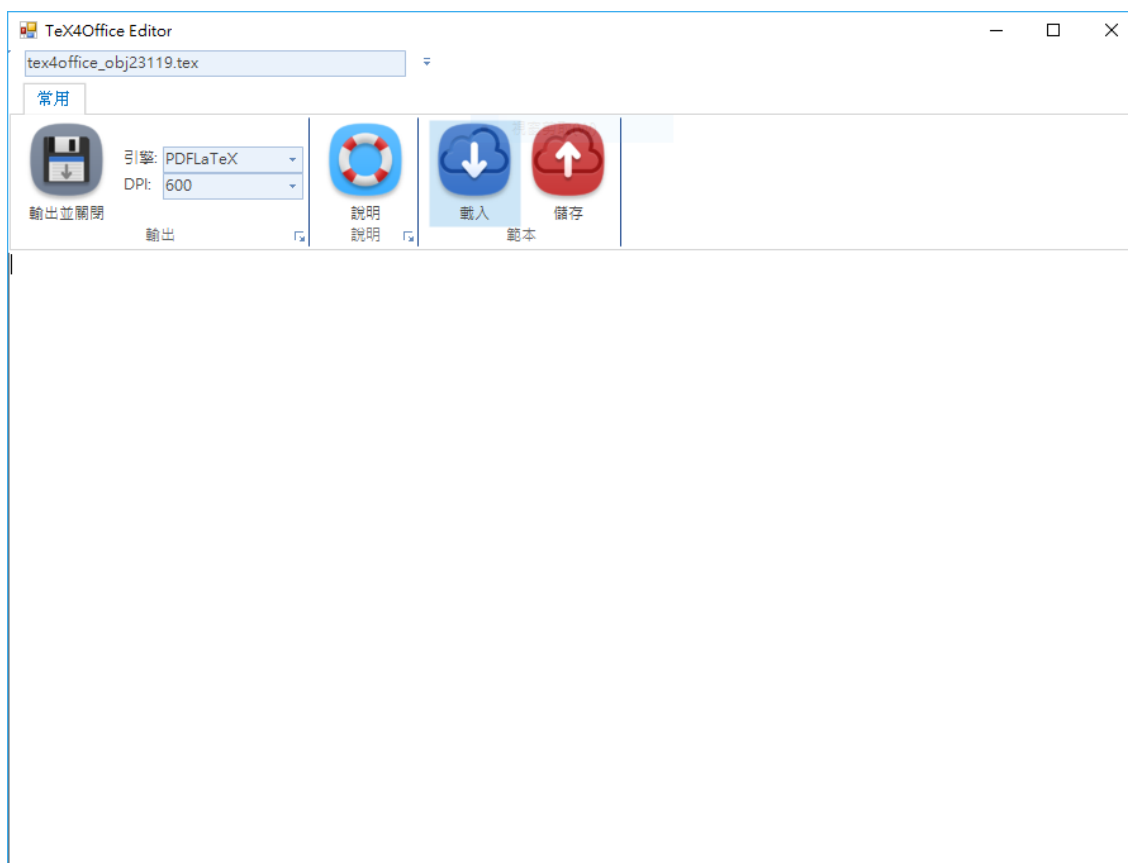 TeX4Office Editor
tex4office_obj23119.tex
常用
引擎: PDFLaTeX
DPI: 600
輸出並關閉
說明
載入
儲存
輸出
說明
範本